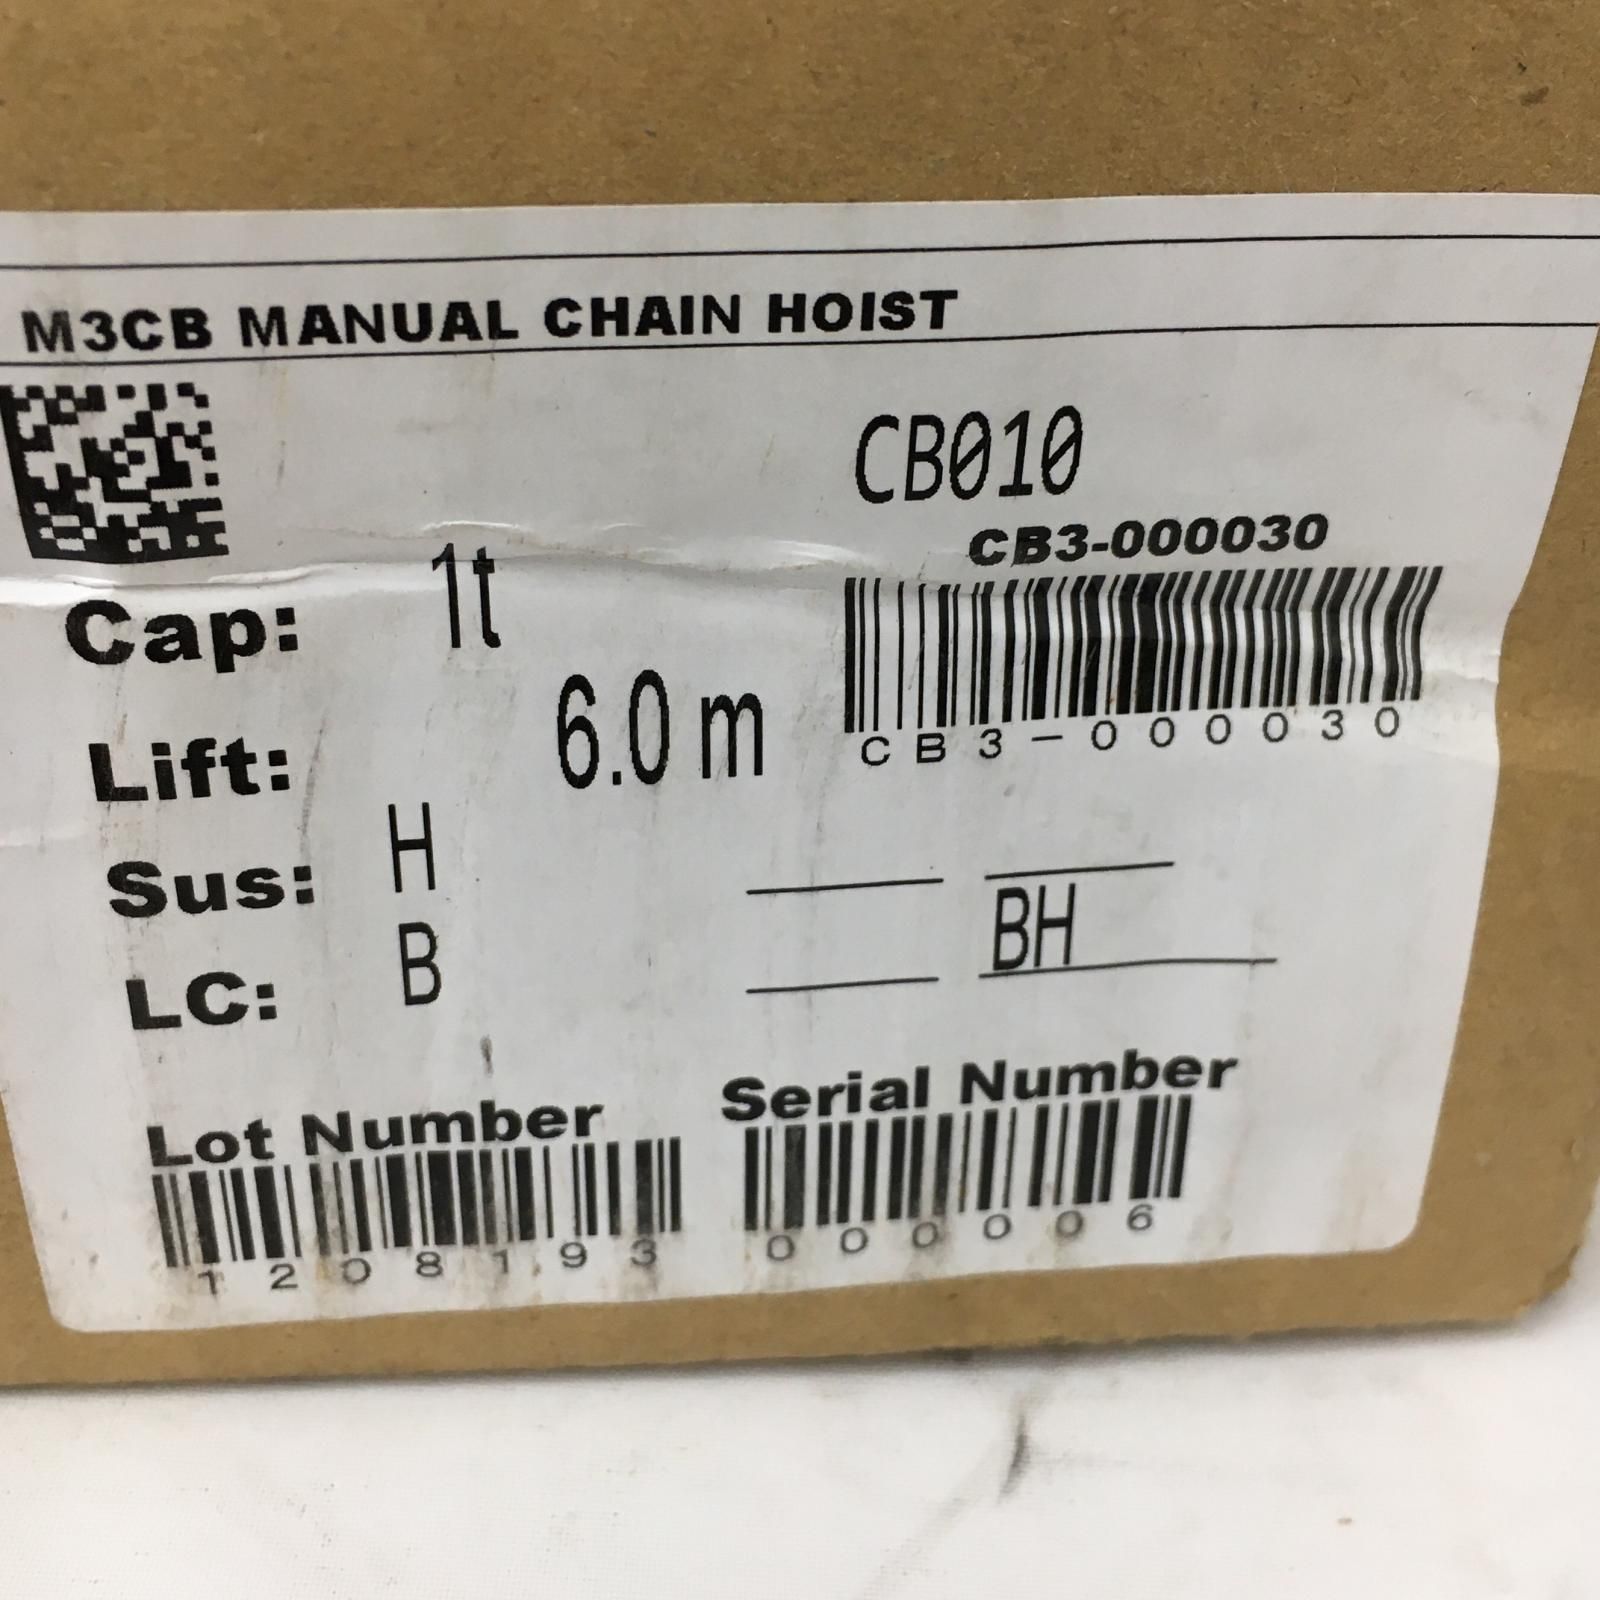 M3CB MANUAL CHAIN HOIST
CB010
CB3-000030
CB3-000030
Cap: 1t
Lift: 6.0 m
Sus: H
LC: B
BH
Lot Number
1208193
Serial Number
000006